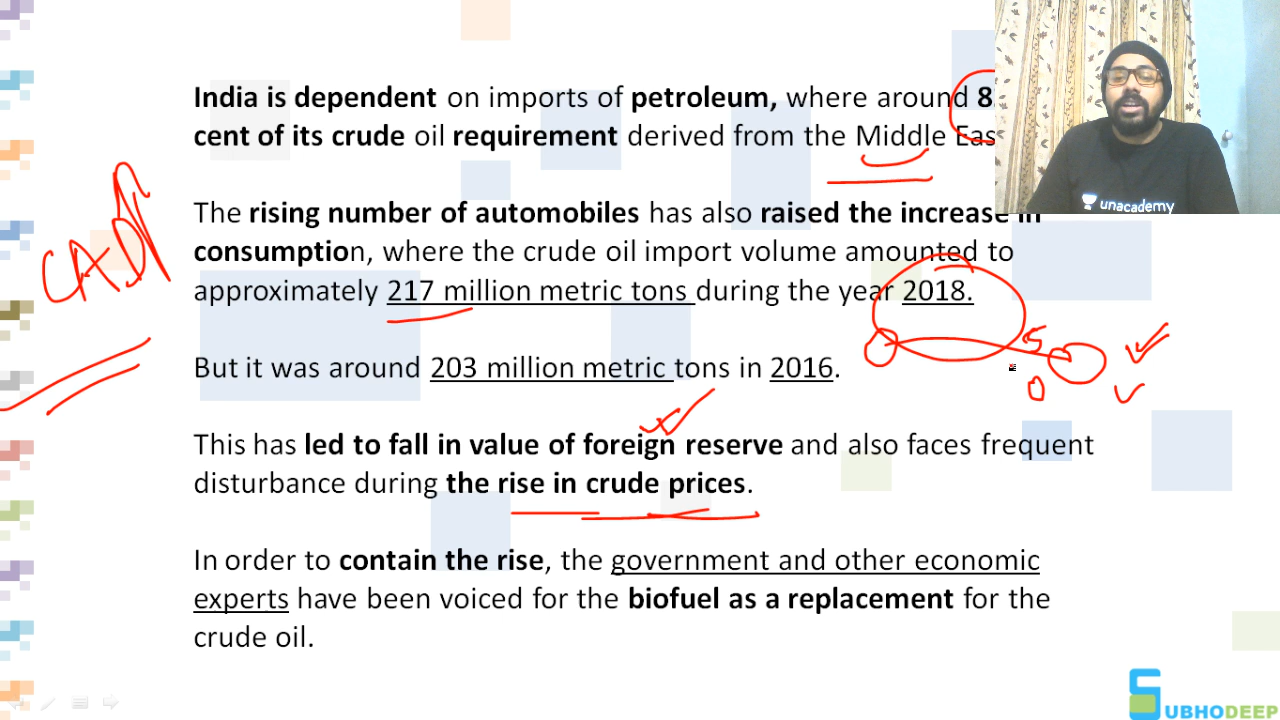 India is dependent on imports of petroleum, where around 8
cent of its crude oil requirement derived from the Middle Eas
The rising number of automobiles has also raised the increase in
consumption, where the crude oil import volume amounted to
approximately 217 million metric tons during the year 2018.
But it was around 203 million metric tons in 2016.
This has led to fall in value of foreign reserve and also faces frequent
disturbance during the rise in crude prices.
In order to contain the rise, the government and other economic
experts have been voiced for the biofuel as a replacement for the
crude oil.
CAD
unacademy
SUBHODEEP